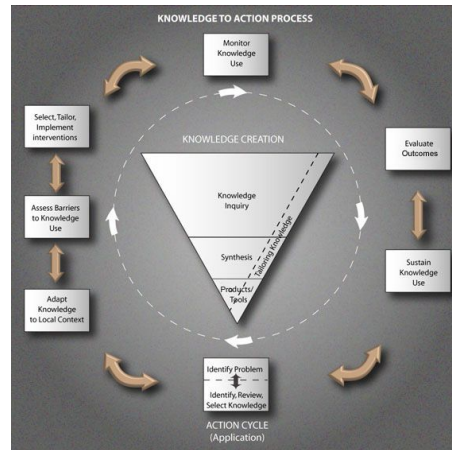 KNOWLEDGE TO ACTION PROCESS
Monitor
Knowledge
Use
Select, Tailor,
Implement
interventions
KNOWLEDGE CREATION
Evaluate
Outcomes
Knowledge
Inquiry
Tailoring Knowledge
Assess Barriers
to Knowledge
Use
Synthesis
Sustain
Knowledge
Use
Products/
Tools
Adapt
Knowledge
to Local Context
Identify Problem
Identify, Review,
Select Knowledge
ACTION CYCLE
(Application)